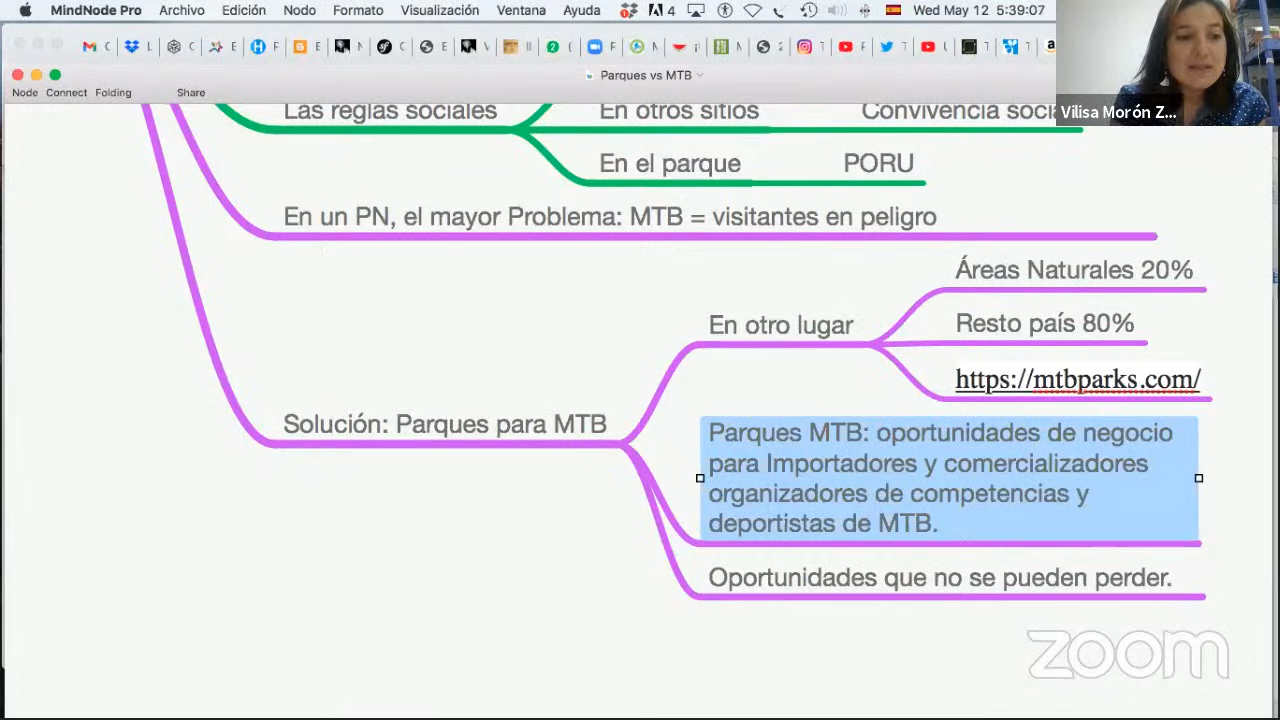 MindNode Pro Archivo Edición Nodo Formato Visualización Ventana Ayuda 4 Wed May 12 5:39:07
Parques vs MTB
Node Connect Folding Share
Vilisa Morón Z...
Las reglas sociales
En otros sitios
Convivencia socia
En el parque
PORU
En un PN, el mayor Problema: MTB = visitantes en peligro
Áreas Naturales 20%
En otro lugar
Resto país 80%
https://mtbparks.com/
Solución: Parques para MTB
Parques MTB: oportunidades de negocio
para Importadores y comercializadores
organizadores de competencias y
deportistas de MTB.
Oportunidades que no se pueden perder.
zoom